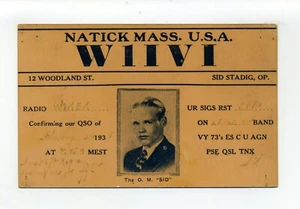 NATICK MASS. U.S.A.
W1IVI
12 WOODLAND ST. SID STADIG, OP.
RADIO UR SIGS RST
Confirming our QSO of ON BAND
193 VY 73's ES C U AGN
AT MEST PSE QSL TNX
The O. M. "SID"